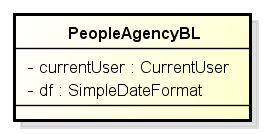 PeopleAgencyBL
- currentUser : CurrentUser
- df : SimpleDateFormat